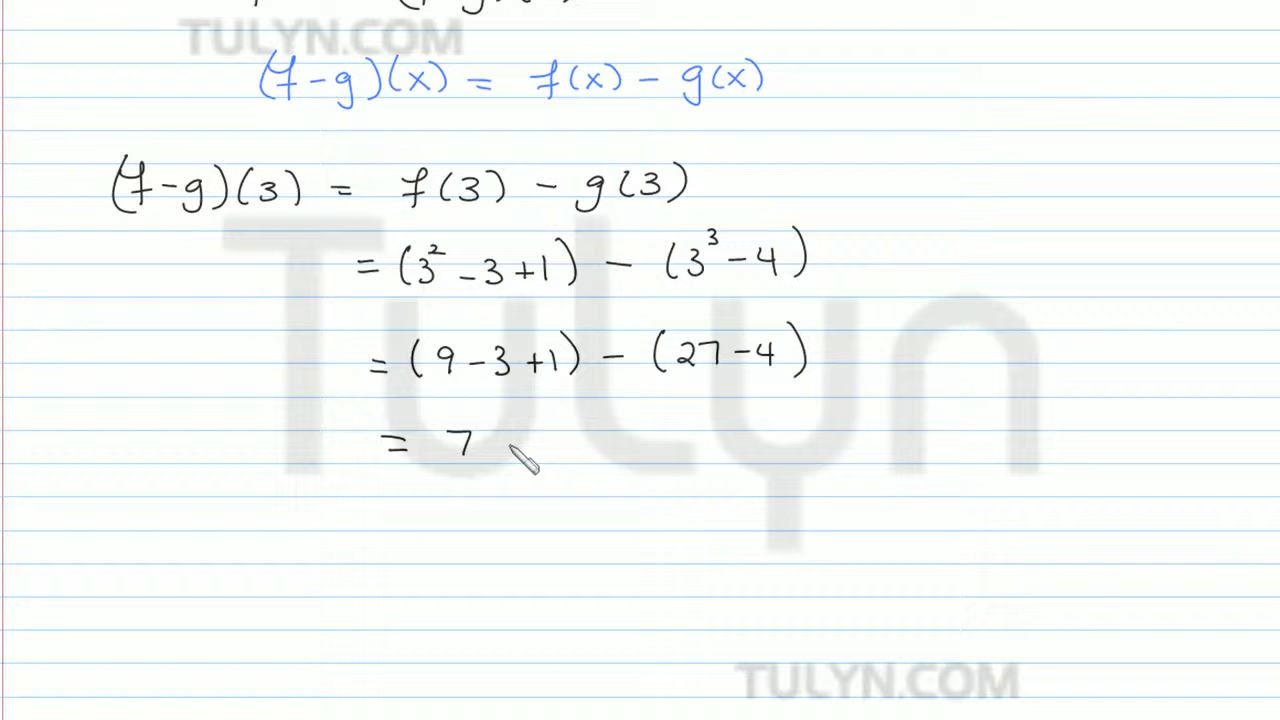 TULYN.COM
(f-g)(x) = f(x) - g(x)
(f-g)(3) = f(3) - g(3)
= (3² - 3 + 1) - (3³ - 4)
= (9 - 3 + 1) - (27 - 4)
= 7
Tulyn
TULYN.COM